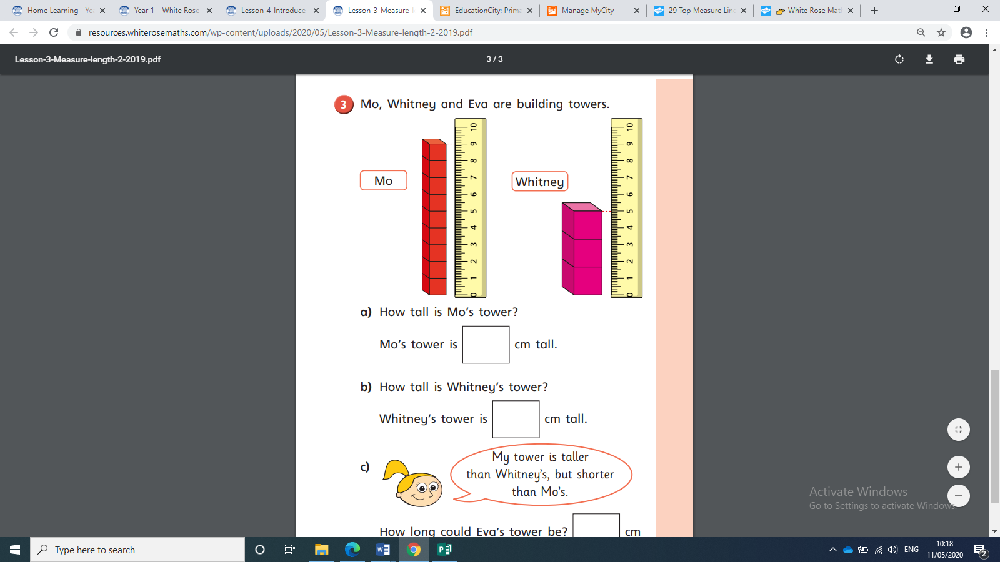 Home Learning - Ye
Year 1 – White Rose
Lesson-4-Introduce-
Lesson-3-Measure-l
EducationCity: Prima
Manage MyCity
29 Top Measure Line
White Rose Mat
resources.whiterosemaths.com/wp-content/uploads/2020/05/Lesson-3-Measure-length-2-2019.pdf
Lesson-3-Measure-length-2-2019.pdf
3 / 3
3 Mo, Whitney and Eva are building towers.
Mo
10
9
8
7
6
5
4
3
2
1
0
Whitney
10
9
8
7
6
5
4
3
2
1
0
a) How tall is Mo's tower?
Mo's tower is cm tall.
b) How tall is Whitney's tower?
Whitney's tower is cm tall.
c)
My tower is taller
than Whitney's, but shorter
than Mo's.
How long could Eva's tower be? cm
Activate Windows
Go to Settings to activate Windows.
Type here to search
ENG
10:18
11/05/2020
2